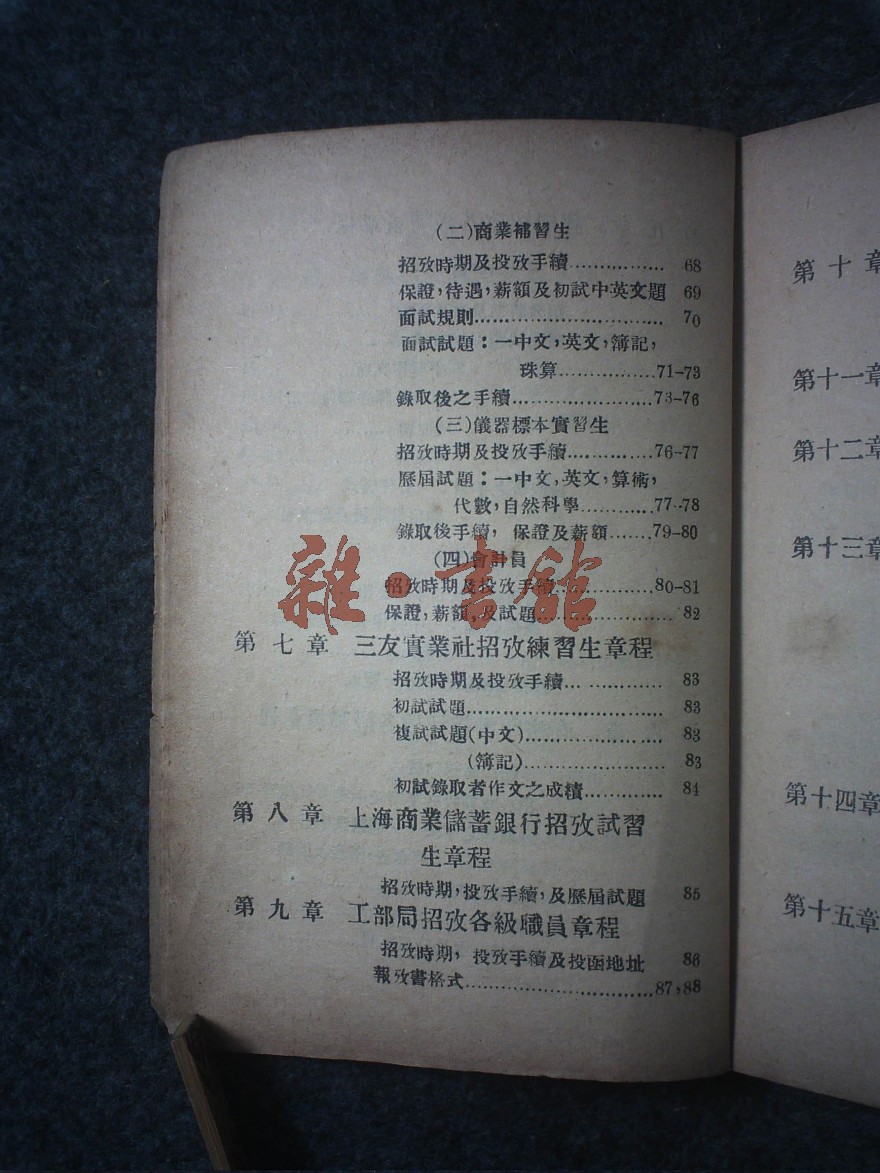 (二)商業補習生
招攷時期及投攷手續................ 68
保證,待遇,薪額及初試中英文題 69
面試規則............................... 70
面試試題：一中文,英文,簿記,
珠算................71-73
錄取後之手續.......................73-76
(三)儀器標本實習生
招攷時期及投攷手續..............76-77
歷屆試題：一中文,英文,算術,
代數,自然科學............77-78
錄取後手續, 保證及薪額.......79-80
(四)會計員
招攷時期及投攷手續..............80-81
保證,薪額,及試題....................... 82
第七章 三友實業社招攷練習生章程
招攷時期及投攷手續... ............ 83
初試試題................................ 83
複試試題(中文)....................... 83
(簿記)....................... 83
初試錄取者作文之成績............. 84
第八章 上海商業儲蓄銀行招攷試習
生章程
招攷時期,投攷手續,及歷屆試題 85
第九章 工部局招攷各級職員章程
招攷時期, 投攷手續及投函地址 86
報攷書格式...............................87,88
第十章
第十一章
第十二章
第十三章
第十四章
第十五章
雜·書館